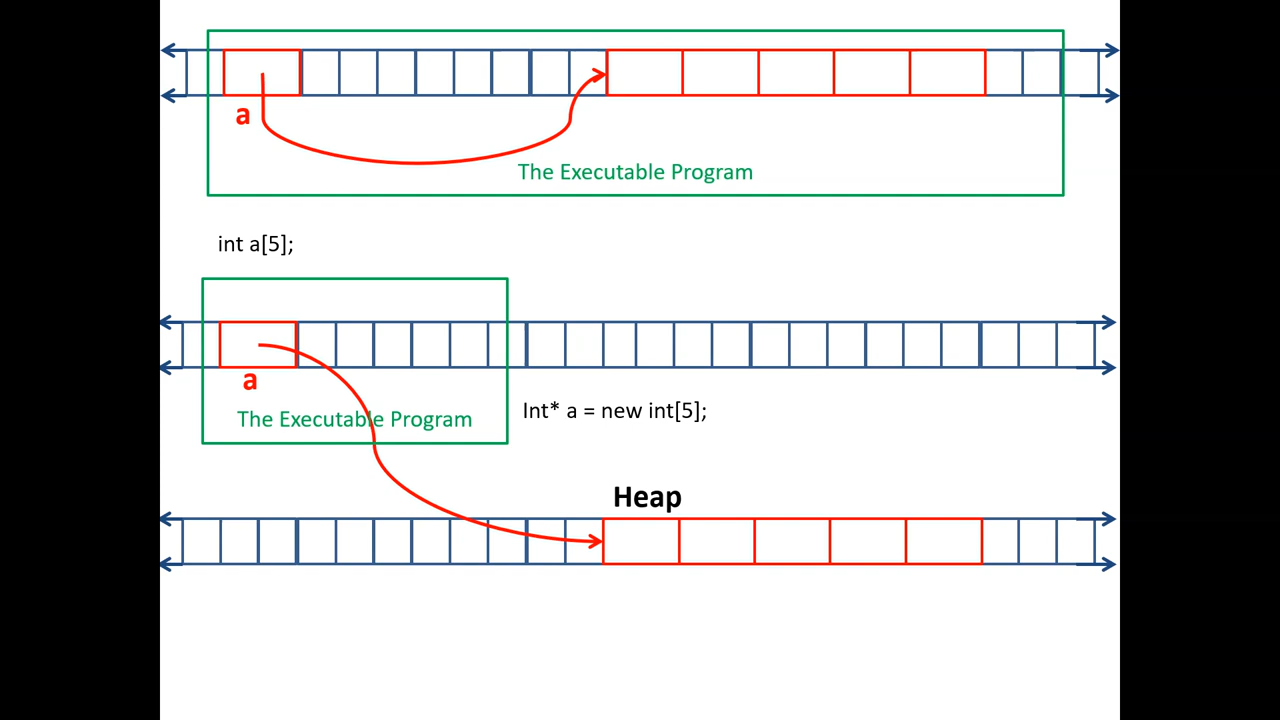 a
The Executable Program
int a[5];
a
The Executable Program
Int* a = new int[5];
Heap